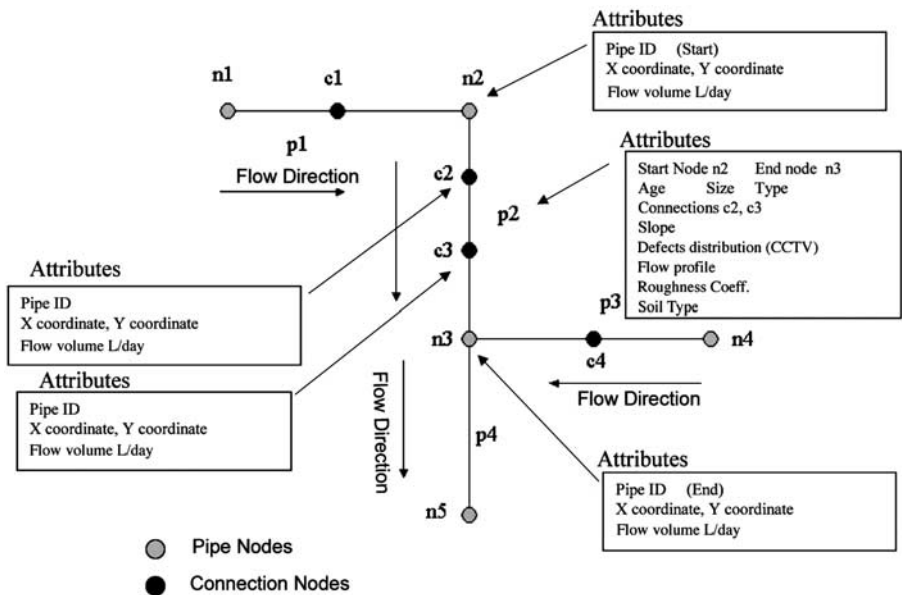 Attributes
Pipe ID (Start)
X coordinate, Y coordinate
Flow volume L/day
n1
c1
n2
p1
Flow Direction
Attributes
Start Node n2 End node n3
Age Size Type
Connections c2, c3
Slope
Defects distribution (CCTV)
Flow profile
Roughness Coeff.
Soil Type
c2
p2
c3
Attributes
Pipe ID
X coordinate, Y coordinate
Flow volume L/day
p3
n3
c4
n4
Flow Direction
Attributes
Pipe ID
X coordinate, Y coordinate
Flow volume L/day
Flow Direction
p4
Attributes
Pipe ID (End)
X coordinate, Y coordinate
Flow volume L/day
n5
Pipe Nodes
Connection Nodes